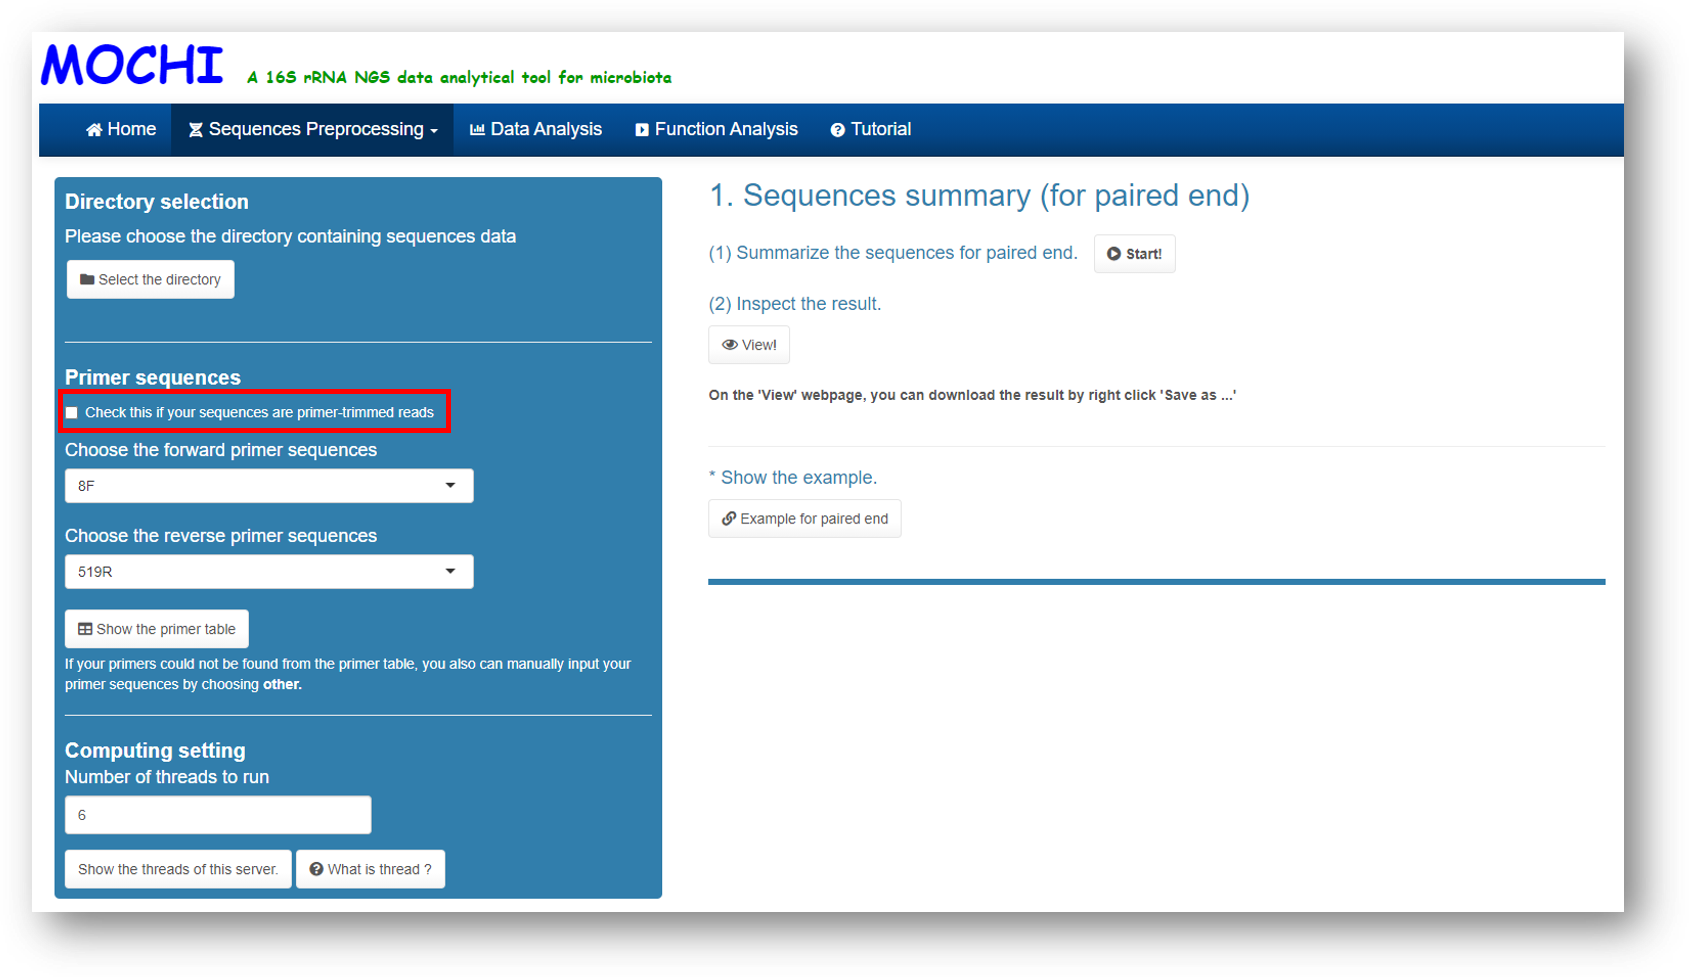 MOCHI A 16S rRNA NGS data analytical tool for microbiota
Home Sequences Preprocessing Data Analysis Function Analysis Tutorial
Directory selection
Please choose the directory containing sequences data
Select the directory
Primer sequences
Check this if your sequences are primer-trimmed reads
Choose the forward primer sequences
8F
Choose the reverse primer sequences
519R
Show the primer table
If your primers could not be found from the primer table, you also can manually input your
primer sequences by choosing other.
Computing setting
Number of threads to run
6
Show the threads of this server. What is thread ?
1. Sequences summary (for paired end)
(1) Summarize the sequences for paired end. Start!
(2) Inspect the result.
View!
On the 'View' webpage, you can download the result by right click 'Save as ...'
* Show the example.
Example for paired end